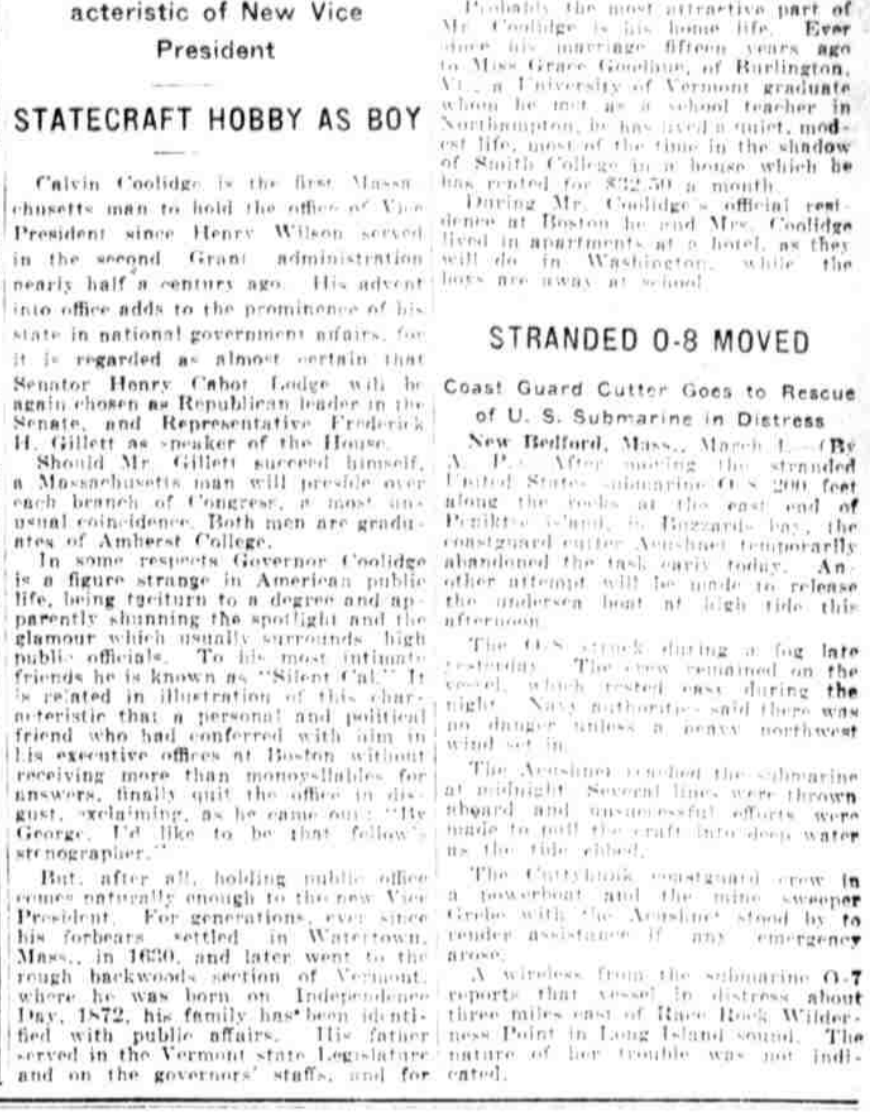 acteristic of New Vice
President
STATECRAFT HOBBY AS BOY
Calvin Coolidge is the first Massa
chusetts man to hold the office of Vice
President since Henry Wilson served
in the second Grant administration
nearly half a century ago. His advent
into office adds to the prominence of his
state in national government affairs, for
it is regarded as almost certain that
Senator Henry Cabot Lodge will be
again chosen as Republican leader in the
Senate, and Representative Frederick
H. Gillett as speaker of the House.
Should Mr. Gillett succeed himself,
a Massachusetts man will preside over
each branch of Congress, a most un-
usual coincidence. Both men are gradu-
ates of Amherst College.
In some respects Governor Coolidge
is a figure strange in American public
life, being taciturn to a degree and ap-
parently shunning the spotlight and the
glamour which usually surrounds high
public officials. To his most intimate
friends he is known as "Silent Cal." It
is related in illustration of this char-
acteristic that a personal and political
friend who had conferred with him in
his executive offices at Boston without
receiving more than monosyllables for
answers, finally quit the office in dis-
gust, exclaiming, as he came out: "By
George, I'd like to be that fellow's
stenographer."
But, after all, holding public office
comes naturally enough to the new Vice
President. For generations, ever since
his forbears settled in Watertown,
Mass., in 1630, and later went to the
rough backwoods section of Vermont,
where he was born on Independence
Day, 1872, his family has been identi-
fied with public affairs. His father
served in the Vermont state Legislature
and on the governors' staffs, and for
Probably the most attractive part of
Mr. Coolidge is his home life. Ever
since his marriage fifteen years ago
to Miss Grace Goodhue, of Burlington,
Vt., a University of Vermont graduate
whom he met as a school teacher in
Northampton, he has lived a quiet, mod-
est life, most of the time in the shadow
of Smith College in a house which he
has rented for $32.50 a month.
During Mr. Coolidge's official resi-
dence at Boston he and Mrs. Coolidge
lived in apartments at a hotel, as they
will do in Washington, while the
boys are away at school.
STRANDED O-8 MOVED
Coast Guard Cutter Goes to Rescue
of U. S. Submarine in Distress
New Bedford, Mass., March 4.—(By
A. P.)—After moving the stranded
United States submarine O-8 200 feet
along the rocks at the east end of
Penikese island, in Buzzards bay, the
coastguard cutter Acushnet temporarily
abandoned the task early today. An-
other attempt will be made to release
the undersea boat at high tide this
afternoon.
The O-8 struck during a fog late
yesterday. The crew remained on the
vessel, which rested easy during the
night. Navy authorities said there was
no danger unless a heavy northwest
wind set in.
The Acushnet reached the submarine
at midnight. Several lines were thrown
aboard and unsuccessful efforts were
made to pull the craft into deep water
as the tide ebbed.
The Cuttyhunk coastguard crew in
a powerboat and the mine sweeper
Grebe with the Acushnet stood by to
render assistance if any emergency
arose.
A wireless from the submarine O-7
reports that vessel in distress about
three miles east of Race Rock Wilder-
ness Point in Long Island sound. The
nature of her trouble was not indi-
cated.